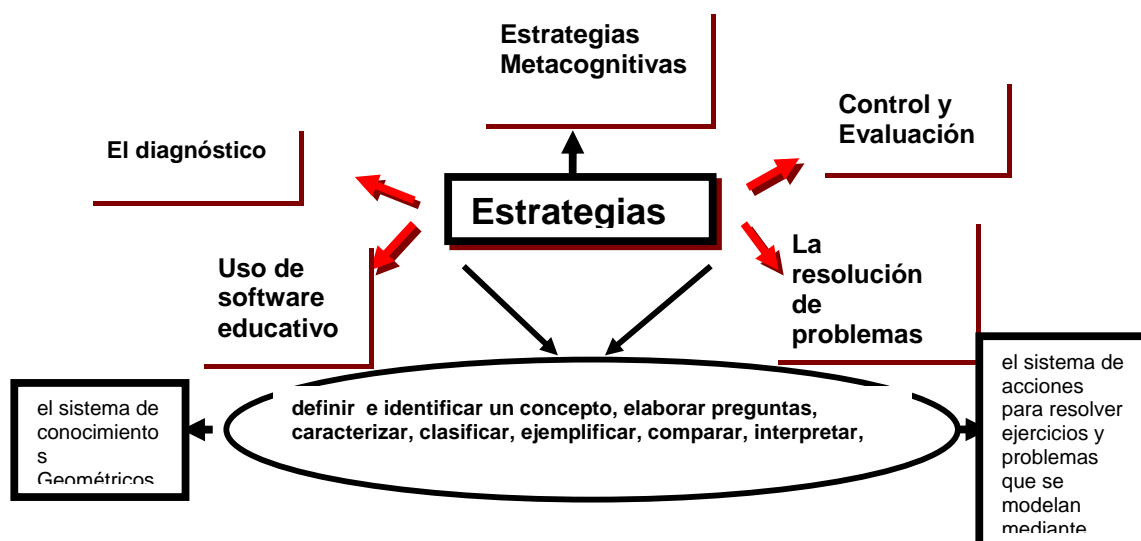 Estrategias
Metacognitivas
Control y
Evaluación
El diagnóstico
Estrategias
La
resolución
de
problemas
Uso de
software
educativo
el sistema de
acciones
para resolver
ejercicios y
problemas
que se
modelan
mediante
definir e identificar un concepto, elaborar preguntas,
caracterizar, clasificar, ejemplificar, comparar, interpretar,
el sistema de
conocimiento
s
Geométricos